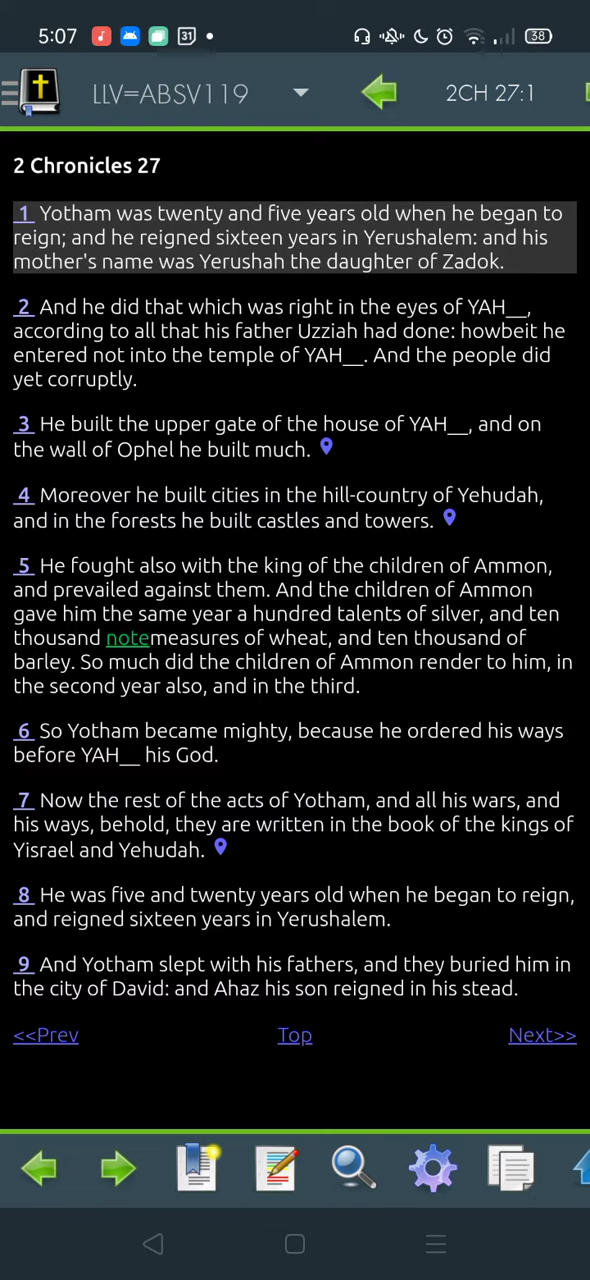 5:07
31
38
LLV=ABSV119
2CH 27:1
2 Chronicles 27
1 Yotham was twenty and five years old when he began to
reign; and he reigned sixteen years in Yerushalem: and his
mother's name was Yerushah the daughter of Zadok.
2 And he did that which was right in the eyes of YAH__,
according to all that his father Uzziah had done: howbeit he
entered not into the temple of YAH__. And the people did
yet corruptly.
3 He built the upper gate of the house of YAH__, and on
the wall of Ophel he built much.
4 Moreover he built cities in the hill-country of Yehudah,
and in the forests he built castles and towers.
5 He fought also with the king of the children of Ammon,
and prevailed against them. And the children of Ammon
gave him the same year a hundred talents of silver, and ten
thousand notemeasures of wheat, and ten thousand of
barley. So much did the children of Ammon render to him, in
the second year also, and in the third.
6 So Yotham became mighty, because he ordered his ways
before YAH__ his God.
7 Now the rest of the acts of Yotham, and all his wars, and
his ways, behold, they are written in the book of the kings of
Yisrael and Yehudah.
8 He was five and twenty years old when he began to reign,
and reigned sixteen years in Yerushalem.
9 And Yotham slept with his fathers, and they buried him in
the city of David: and Ahaz his son reigned in his stead.
<<Prev Top Next>>